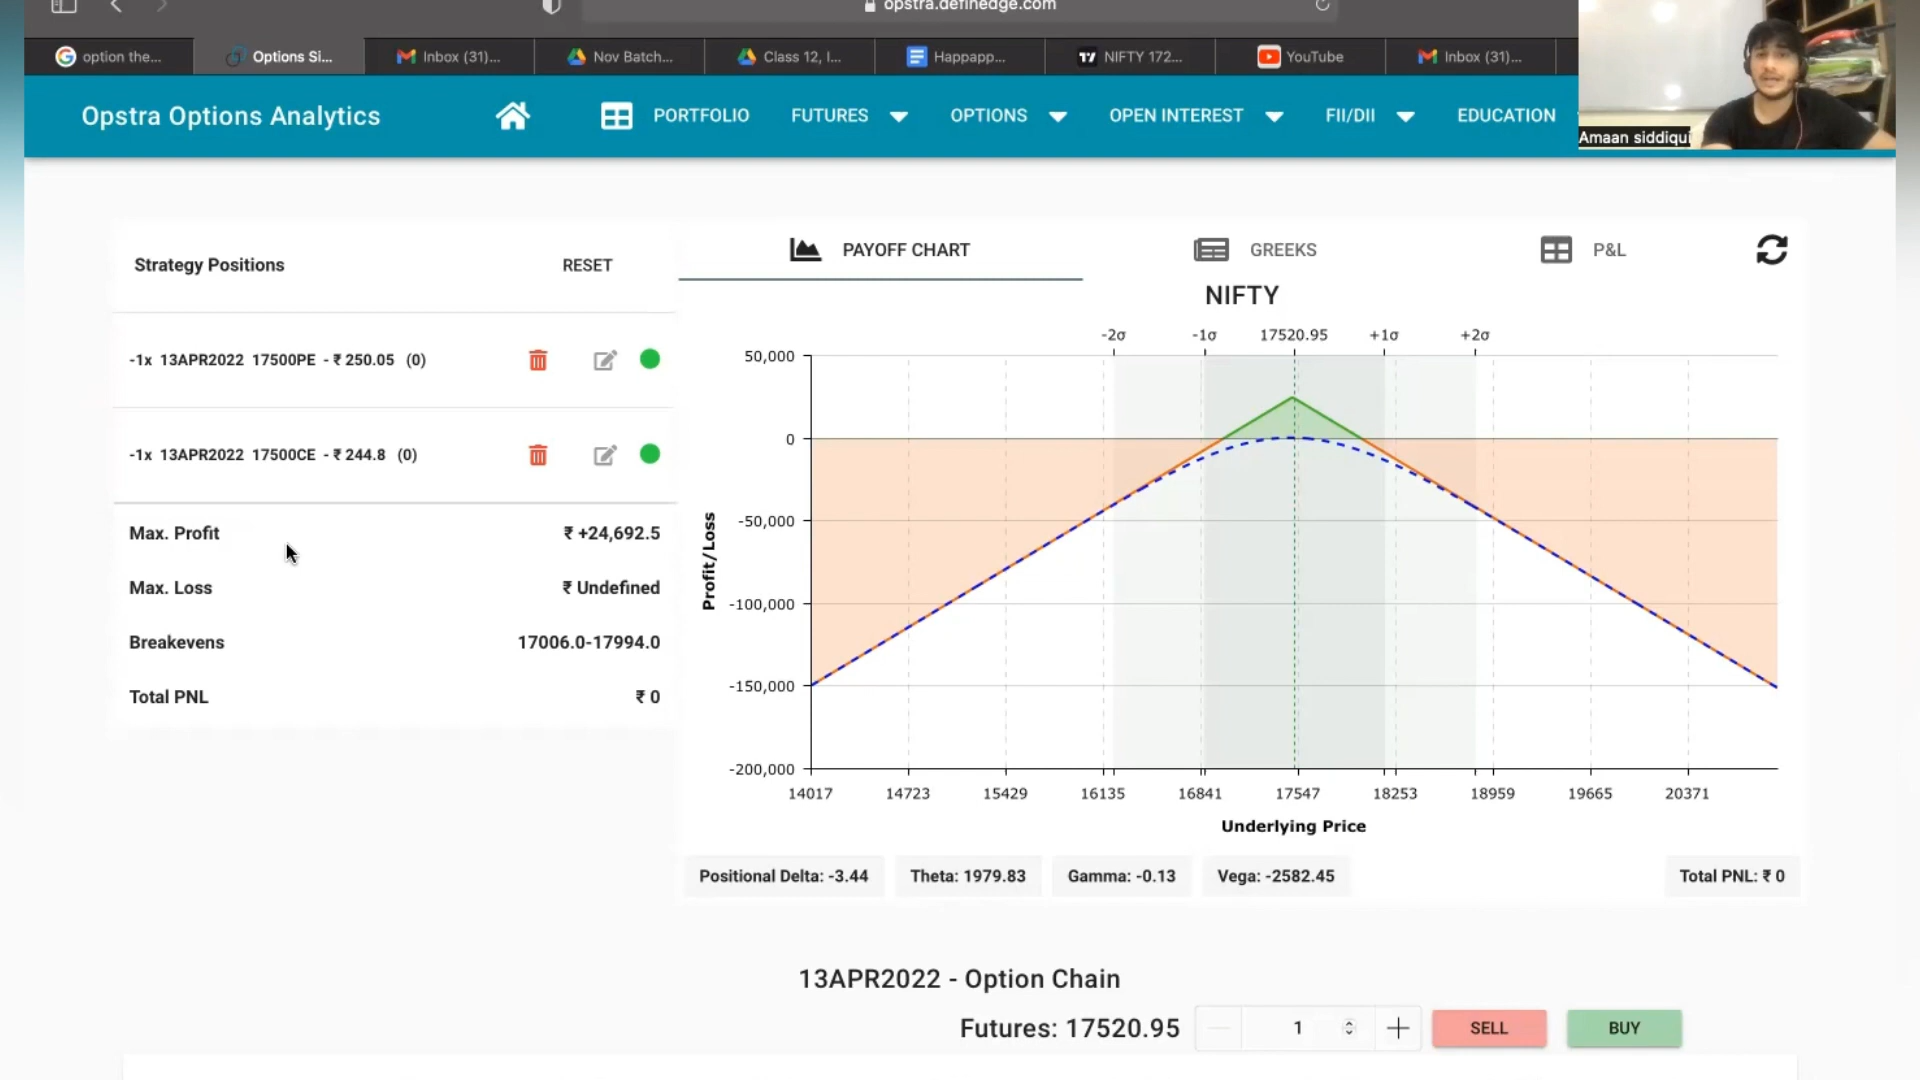 opstra.definedge.com
option the...
Options Si...
Inbox (31)...
Nov Batch...
Class 12, I...
Happapp...
NIFTY 172...
YouTube
Inbox (31)...
Opstra Options Analytics
PORTFOLIO
FUTURES
OPTIONS
OPEN INTEREST
FII/DII
EDUCATION
Amaan siddiqui
Strategy Positions
RESET
-1x 13APR2022 17500PE - ₹ 250.05 (0)
-1x 13APR2022 17500CE - ₹ 244.8 (0)
Max. Profit ₹ +24,692.5
Max. Loss ₹ Undefined
Breakevens 17006.0-17994.0
Total PNL ₹ 0
PAYOFF CHART
GREEKS
P&L
NIFTY
-2σ -1σ 17520.95 +1σ +2σ
50,000
0
-50,000
-100,000
-150,000
-200,000
Profit/Loss
14017 14723 15429 16135 16841 17547 18253 18959 19665 20371
Underlying Price
Positional Delta: -3.44
Theta: 1979.83
Gamma: -0.13
Vega: -2582.45
Total PNL: ₹ 0
13APR2022 - Option Chain
Futures: 17520.95
1
SELL
BUY